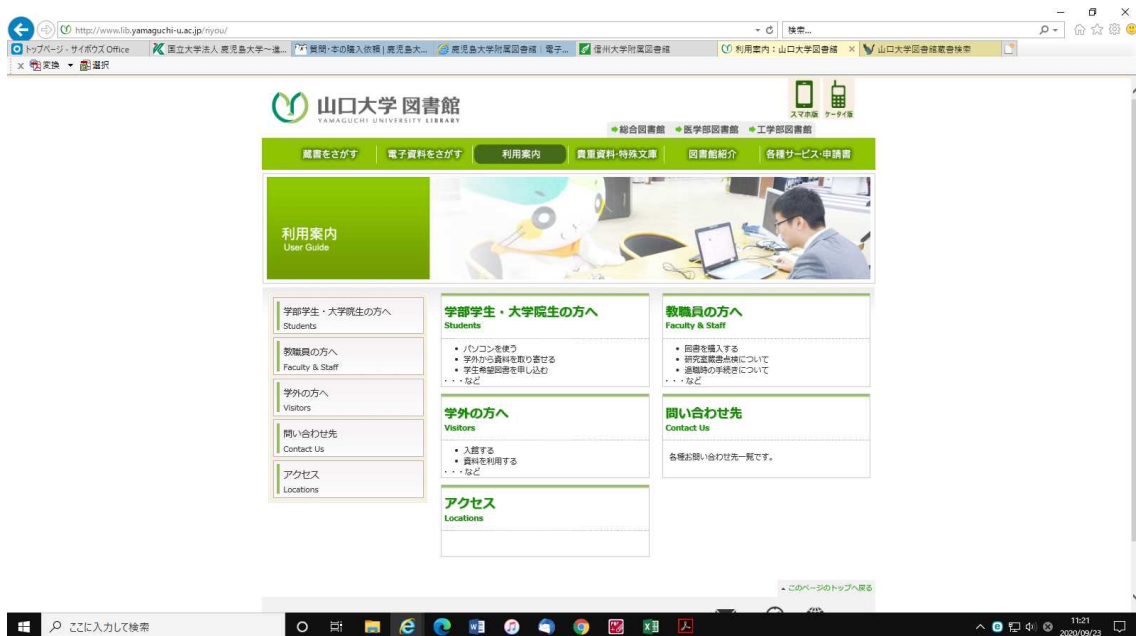 http://www.lib.yamaguchi-u.ac.jp/riyou/
検索...
トップページ - サイボウズ Office
国立大学法人 鹿児島大学～進...
質問・本の購入依頼 | 鹿児島大...
鹿児島大学附属図書館 | 電子...
信州大学附属図書館
利用案内：山口大学図書館
山口大学図書館蔵書検索
x 変換 選択
山口大学 図書館
YAMAGUCHI UNIVERSITY LIBRARY
スマホ版 ケータイ版
総合図書館 医学部図書館 工学部図書館
蔵書をさがす 電子資料をさがす 利用案内 貴重資料・特殊文庫 図書館紹介 各種サービス・申請書
利用案内
User Guide
学部学生・大学院生の方へ
Students
教職員の方へ
Faculty & Staff
学外の方へ
Visitors
問い合わせ先
Contact Us
アクセス
Locations
学部学生・大学院生の方へ
Students
• パソコンを使う
• 学外から資料を取り寄せる
• 学生希望図書を申し込む
・・・など
教職員の方へ
Faculty & Staff
• 図書を購入する
• 研究室蔵書点検について
• 退職時の手続きについて
・・・など
学外の方へ
Visitors
• 入館する
• 資料を利用する
・・・など
問い合わせ先
Contact Us
各種お問い合わせ先一覧です。
アクセス
Locations
このページのトップへ戻る
ここに入力して検索
11:21
2020/09/23